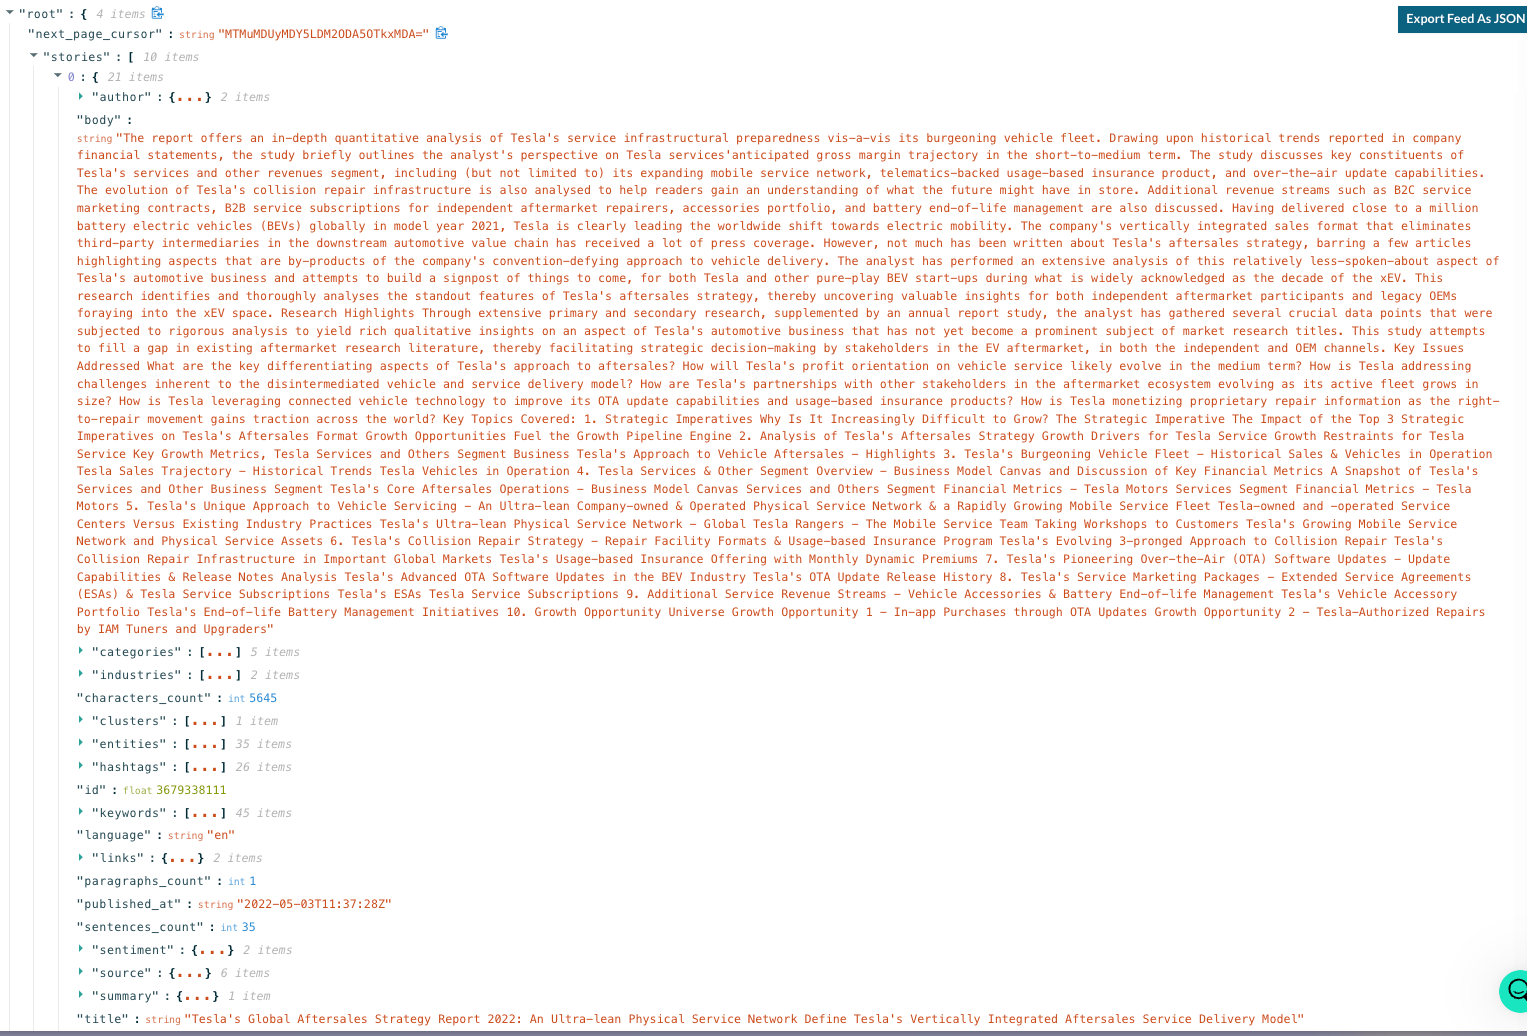 "root" : { 4 items
Export Feed As JSON
"next_page_cursor" : string "MTMuMDUyMDY5LDM2ODA5OTkxMDA="
"stories" : [ 10 items
0 : { 21 items
"author" : {...} 2 items
"body" :
string "The report offers an in-depth quantitative analysis of Tesla's service infrastructural preparedness vis-a-vis its burgeoning vehicle fleet. Drawing upon historical trends reported in company
financial statements, the study briefly outlines the analyst's perspective on Tesla services'anticipated gross margin trajectory in the short-to-medium term. The study discusses key constituents of
Tesla's services and other revenues segment, including (but not limited to) its expanding mobile service network, telematics-backed usage-based insurance product, and over-the-air update capabilities.
The evolution of Tesla's collision repair infrastructure is also analysed to help readers gain an understanding of what the future might have in store. Additional revenue streams such as B2C service
marketing contracts, B2B service subscriptions for independent aftermarket repairers, accessories portfolio, and battery end-of-life management are also discussed. Having delivered close to a million
battery electric vehicles (BEVs) globally in model year 2021, Tesla is clearly leading the worldwide shift towards electric mobility. The company's vertically integrated sales format that eliminates
third-party intermediaries in the downstream automotive value chain has received a lot of press coverage. However, not much has been written about Tesla's aftersales strategy, barring a few articles
highlighting aspects that are by-products of the company's convention-defying approach to vehicle delivery. The analyst has performed an extensive analysis of this relatively less-spoken-about aspect of
Tesla's automotive business and attempts to build a signpost of things to come, for both Tesla and other pure-play BEV start-ups during what is widely acknowledged as the decade of the xEV. This
research identifies and thoroughly analyses the standout features of Tesla's aftersales strategy, thereby uncovering valuable insights for both independent aftermarket participants and legacy OEMs
foraying into the xEV space. Research Highlights Through extensive primary and secondary research, supplemented by an annual report study, the analyst has gathered several crucial data points that were
subjected to rigorous analysis to yield rich qualitative insights on an aspect of Tesla's automotive business that has not yet become a prominent subject of market research titles. This study attempts
to fill a gap in existing aftermarket research literature, thereby facilitating strategic decision-making by stakeholders in the EV aftermarket, in both the independent and OEM channels. Key Issues
Addressed What are the key differentiating aspects of Tesla's approach to aftersales? How will Tesla's profit orientation on vehicle service likely evolve in the medium term? How is Tesla addressing
challenges inherent to the disintermediated vehicle and service delivery model? How are Tesla's partnerships with other stakeholders in the aftermarket ecosystem evolving as its active fleet grows in
size? How is Tesla leveraging connected vehicle technology to improve its OTA update capabilities and usage-based insurance products? How is Tesla monetizing proprietary repair information as the right-
to-repair movement gains traction across the world? Key Topics Covered: 1. Strategic Imperatives Why Is It Increasingly Difficult to Grow? The Strategic Imperative The Impact of the Top 3 Strategic
Imperatives on Tesla's Aftersales Format Growth Opportunities Fuel the Growth Pipeline Engine 2. Analysis of Tesla's Aftersales Strategy Growth Drivers for Tesla Service Growth Restraints for Tesla
Service Key Growth Metrics, Tesla Services and Others Segment Business Tesla's Approach to Vehicle Aftersales – Highlights 3. Tesla's Burgeoning Vehicle Fleet – Historical Sales & Vehicles in Operation
Tesla Sales Trajectory – Historical Trends Tesla Vehicles in Operation 4. Tesla Services & Other Segment Overview – Business Model Canvas and Discussion of Key Financial Metrics A Snapshot of Tesla's
Services and Other Business Segment Tesla's Core Aftersales Operations – Business Model Canvas Services and Others Segment Financial Metrics – Tesla Motors Services Segment Financial Metrics – Tesla
Motors 5. Tesla's Unique Approach to Vehicle Servicing – An Ultra-lean Company-owned & Operated Physical Service Network & a Rapidly Growing Mobile Service Fleet Tesla-owned and -operated Service
Centers Versus Existing Industry Practices Tesla's Ultra-lean Physical Service Network – Global Tesla Rangers – The Mobile Service Team Taking Workshops to Customers Tesla's Growing Mobile Service
Network and Physical Service Assets 6. Tesla's Collision Repair Strategy – Repair Facility Formats & Usage-based Insurance Program Tesla's Evolving 3-pronged Approach to Collision Repair Tesla's
Collision Repair Infrastructure in Important Global Markets Tesla's Usage-based Insurance Offering with Monthly Dynamic Premiums 7. Tesla's Pioneering Over-the-Air (OTA) Software Updates – Update
Capabilities & Release Notes Analysis Tesla's Advanced OTA Software Updates in the BEV Industry Tesla's OTA Update Release History 8. Tesla's Service Marketing Packages – Extended Service Agreements
(ESAs) & Tesla Service Subscriptions Tesla's ESAs Tesla Service Subscriptions 9. Additional Service Revenue Streams – Vehicle Accessories & Battery End-of-life Management Tesla's Vehicle Accessory
Portfolio Tesla's End-of-life Battery Management Initiatives 10. Growth Opportunity Universe Growth Opportunity 1 – In-app Purchases through OTA Updates Growth Opportunity 2 – Tesla-Authorized Repairs
by IAM Tuners and Upgraders"
"categories" : [...] 5 items
"industries" : [...] 2 items
"characters_count" : int 5645
"clusters" : [...] 1 item
"entities" : [...] 35 items
"hashtags" : [...] 26 items
"id" : float 3679338111
"keywords" : [...] 45 items
"language" : string "en"
"links" : {...} 2 items
"paragraphs_count" : int 1
"published_at" : string "2022-05-03T11:37:28Z"
"sentences_count" : int 35
"sentiment" : {...} 2 items
"source" : {...} 6 items
"summary" : {...} 1 item
"title" : string "Tesla's Global Aftersales Strategy Report 2022: An Ultra-lean Physical Service Network Define Tesla's Vertically Integrated Aftersales Service Delivery Model"